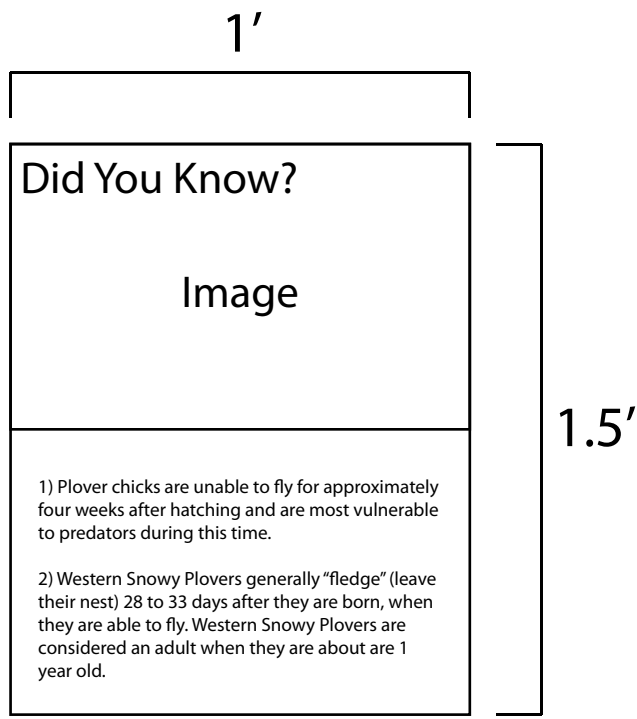 1′
Did You Know?
Image
1.5′
1) Plover chicks are unable to fly for approximately
four weeks after hatching and are most vulnerable
to predators during this time.
2) Western Snowy Plovers generally “fledge” (leave
their nest) 28 to 33 days after they are born, when
they are able to fly. Western Snowy Plovers are
considered an adult when they are about are 1
year old.